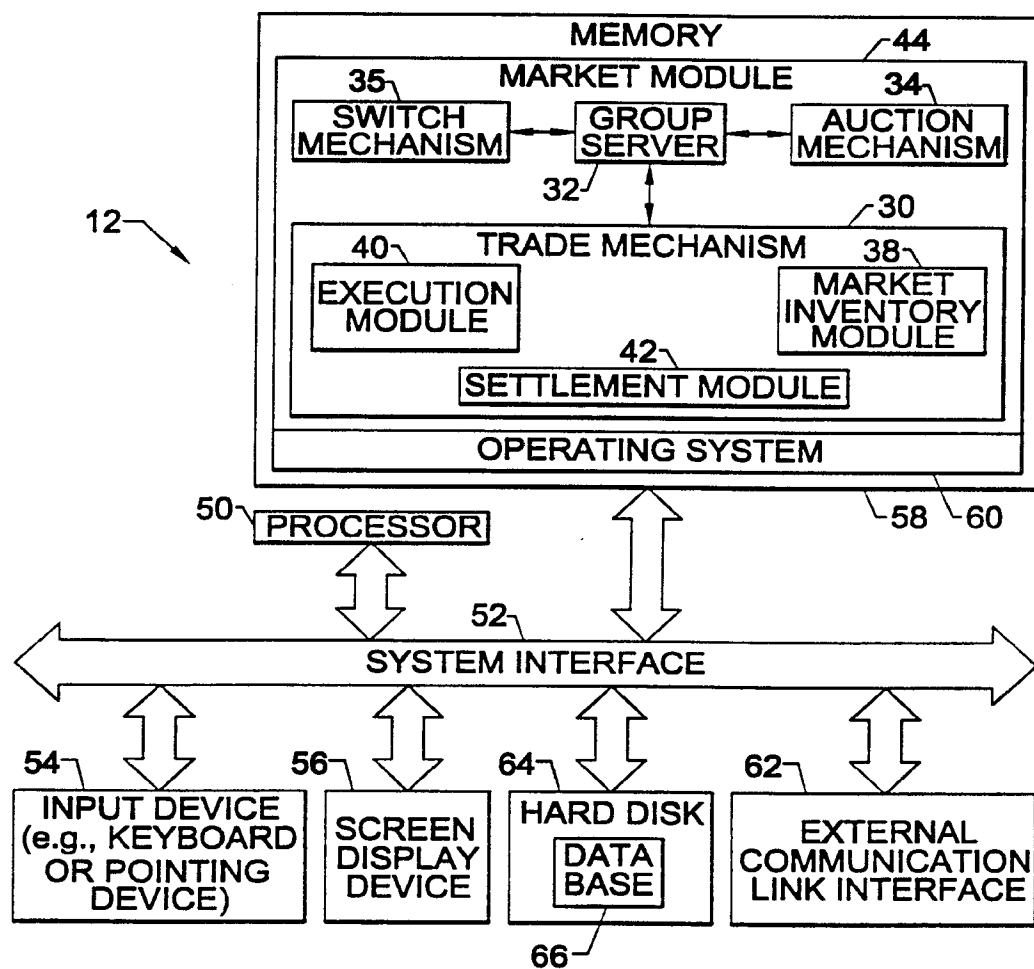 MEMORY
44
MARKET MODULE
35
SWITCH
MECHANISM
GROUP
SERVER
32
34
AUCTION
MECHANISM
12
30
TRADE MECHANISM
40
EXECUTION
MODULE
38
MARKET
INVENTORY
MODULE
42
SETTLEMENT MODULE
OPERATING SYSTEM
58
60
50
PROCESSOR
52
SYSTEM INTERFACE
54
INPUT DEVICE
(e.g., KEYBOARD
OR POINTING
DEVICE)
56
SCREEN
DISPLAY
DEVICE
64
HARD DISK
DATA
BASE
66
62
EXTERNAL
COMMUNICATION
LINK INTERFACE